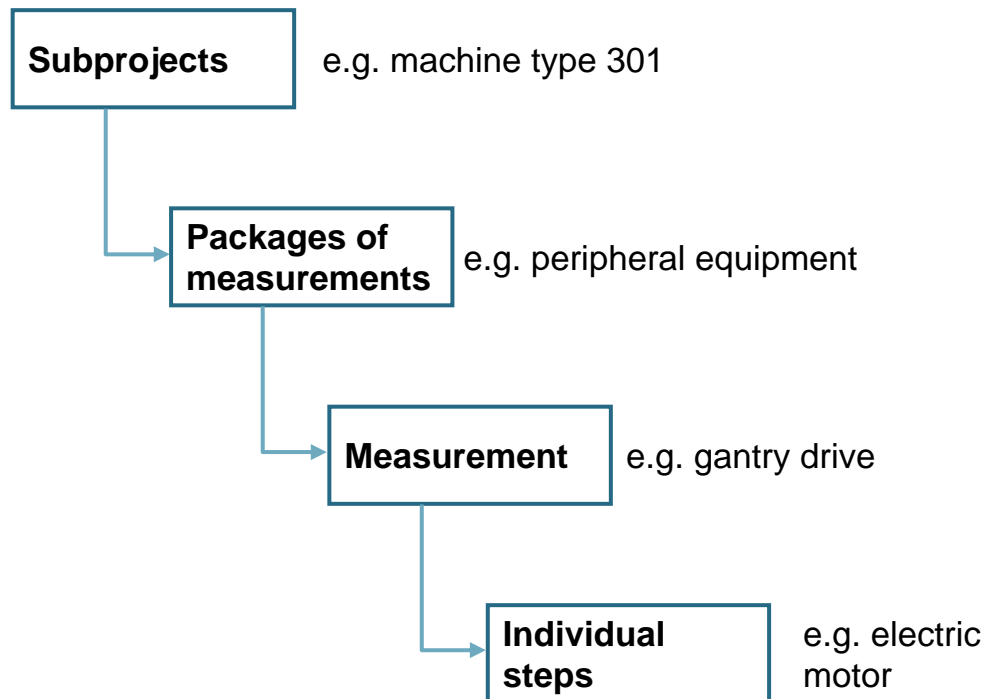 Subprojects e.g. machine type 301
Packages of
measurements e.g. peripheral equipment
Measurement e.g. gantry drive
Individual
steps
e.g. electric
motor